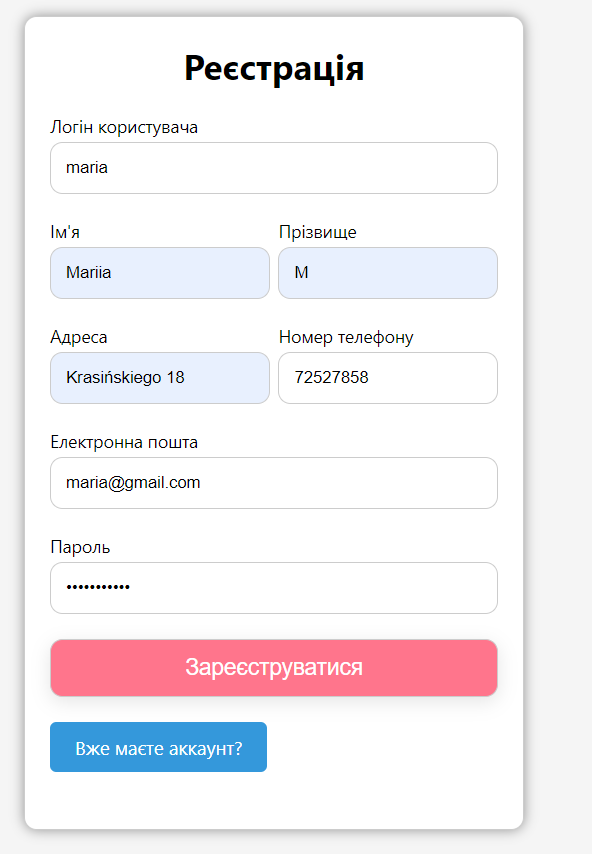 Реєстрація
Логін користувача
maria
Ім'я Прізвище
Mariia M
Адреса Номер телефону
Krasińskiego 18 72527858
Електронна пошта
maria@gmail.com
Пароль
•••••••••••
Зареєструватися
Вже маєте аккаунт?